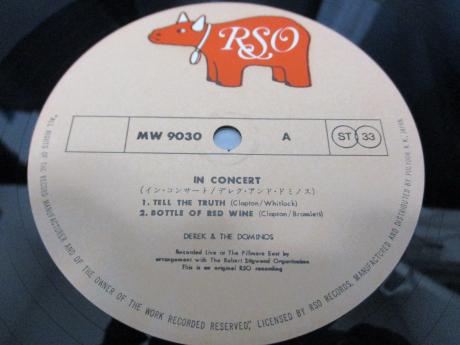 RSO
MW 9030
A
ST 33
IN CONCERT
(イン・コンサート/デレク・アンド・ドミノス)
1. TELL THE TRUTH (Clapton/Whitlock)
2. BOTTLE OF RED WINE (Clapton/Bramlett)
DEREK & THE DOMINOS
Recorded Live at The Fillmore East by
arrangement with The Robert Stigwood Organisation
This is an original RSO recording
"ALL RIGHTS OF THE RECORD MANUFACTURER AND OF THE OWNER OF THE WORK RECORDED RESERVED", LICENSED BY RSO RECORDS, MANUFACTURED AND DISTRIBUTED BY POLYDOR K.K. JAPAN